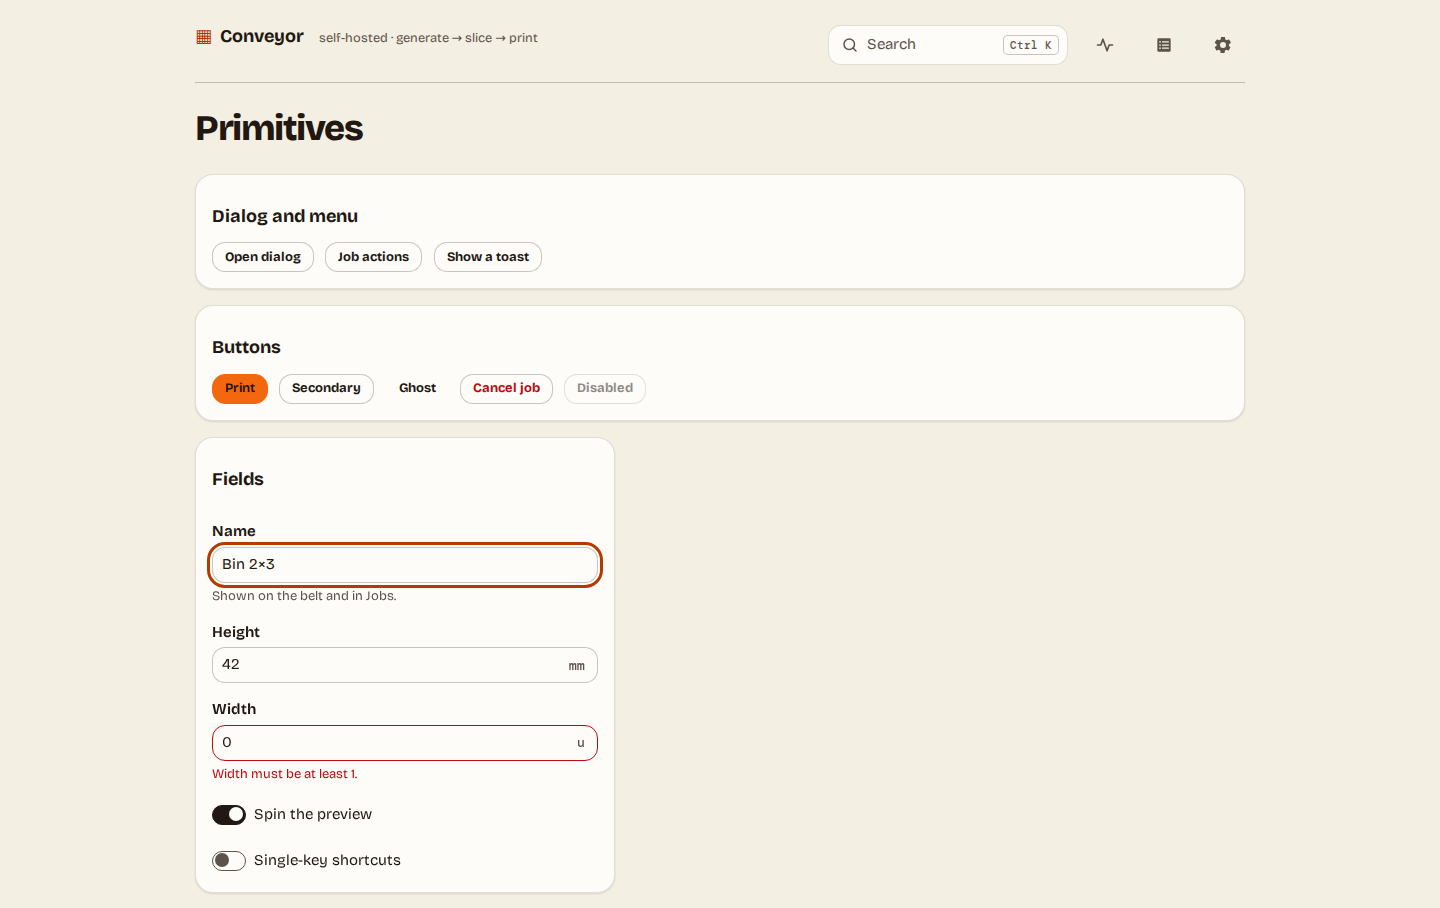 Conveyor self-hosted · generate → slice → print
Search Ctrl K
Primitives
Dialog and menu
Open dialog Job actions Show a toast
Buttons
Print Secondary Ghost Cancel job Disabled
Fields
Name
Bin 2×3
Shown on the belt and in Jobs.
Height
42 mm
Width
0 u
Width must be at least 1.
Spin the preview
Single-key shortcuts